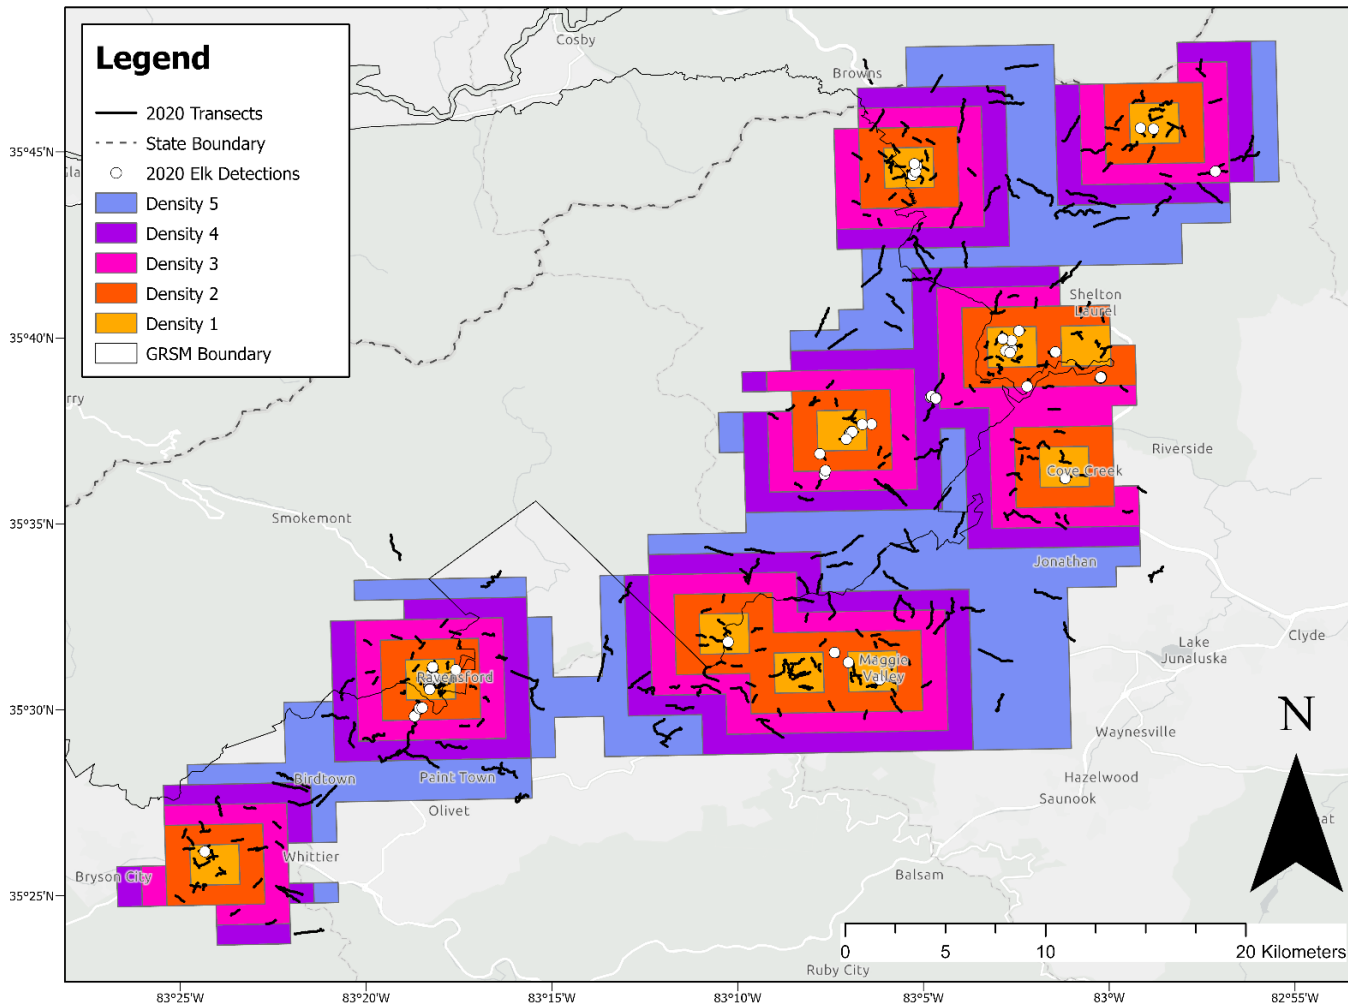 Legend
2020 Transects
State Boundary
2020 Elk Detections
Density 5
Density 4
Density 3
Density 2
Density 1
GRSM Boundary
Cosby
Browns
Shelton
Laurel
Riverside
Cove Creek
Smokemont
Jonathan
Lake
Junaluska
Clyde
Maggie
Valley
Ravensford
Waynesville
Hazelwood
Saunook
Birdtown
Paint Town
Olivet
Whittier
Bryson City
Balsam
Ruby City
N
0 5 10 20 Kilometers
35°45'N
35°40'N
35°35'N
35°30'N
35°25'N
83°25'W 83°20'W 83°15'W 83°10'W 83°5'W 83°W 82°55'W